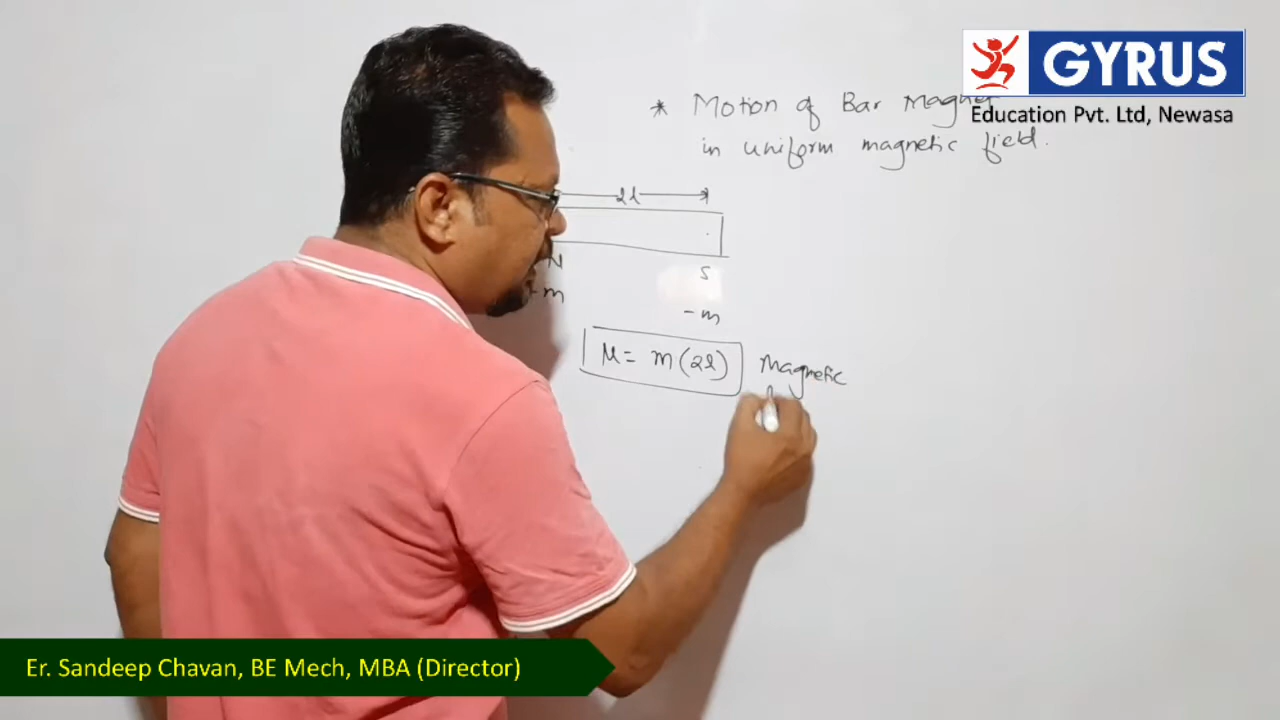 GYRUS
Education Pvt. Ltd, Newasa
* Motion of Bar Magnet
in uniform magnetic field.
2l
N
S
+m
-m
M = m(2l)
Magnetic
Er. Sandeep Chavan, BE Mech, MBA (Director)